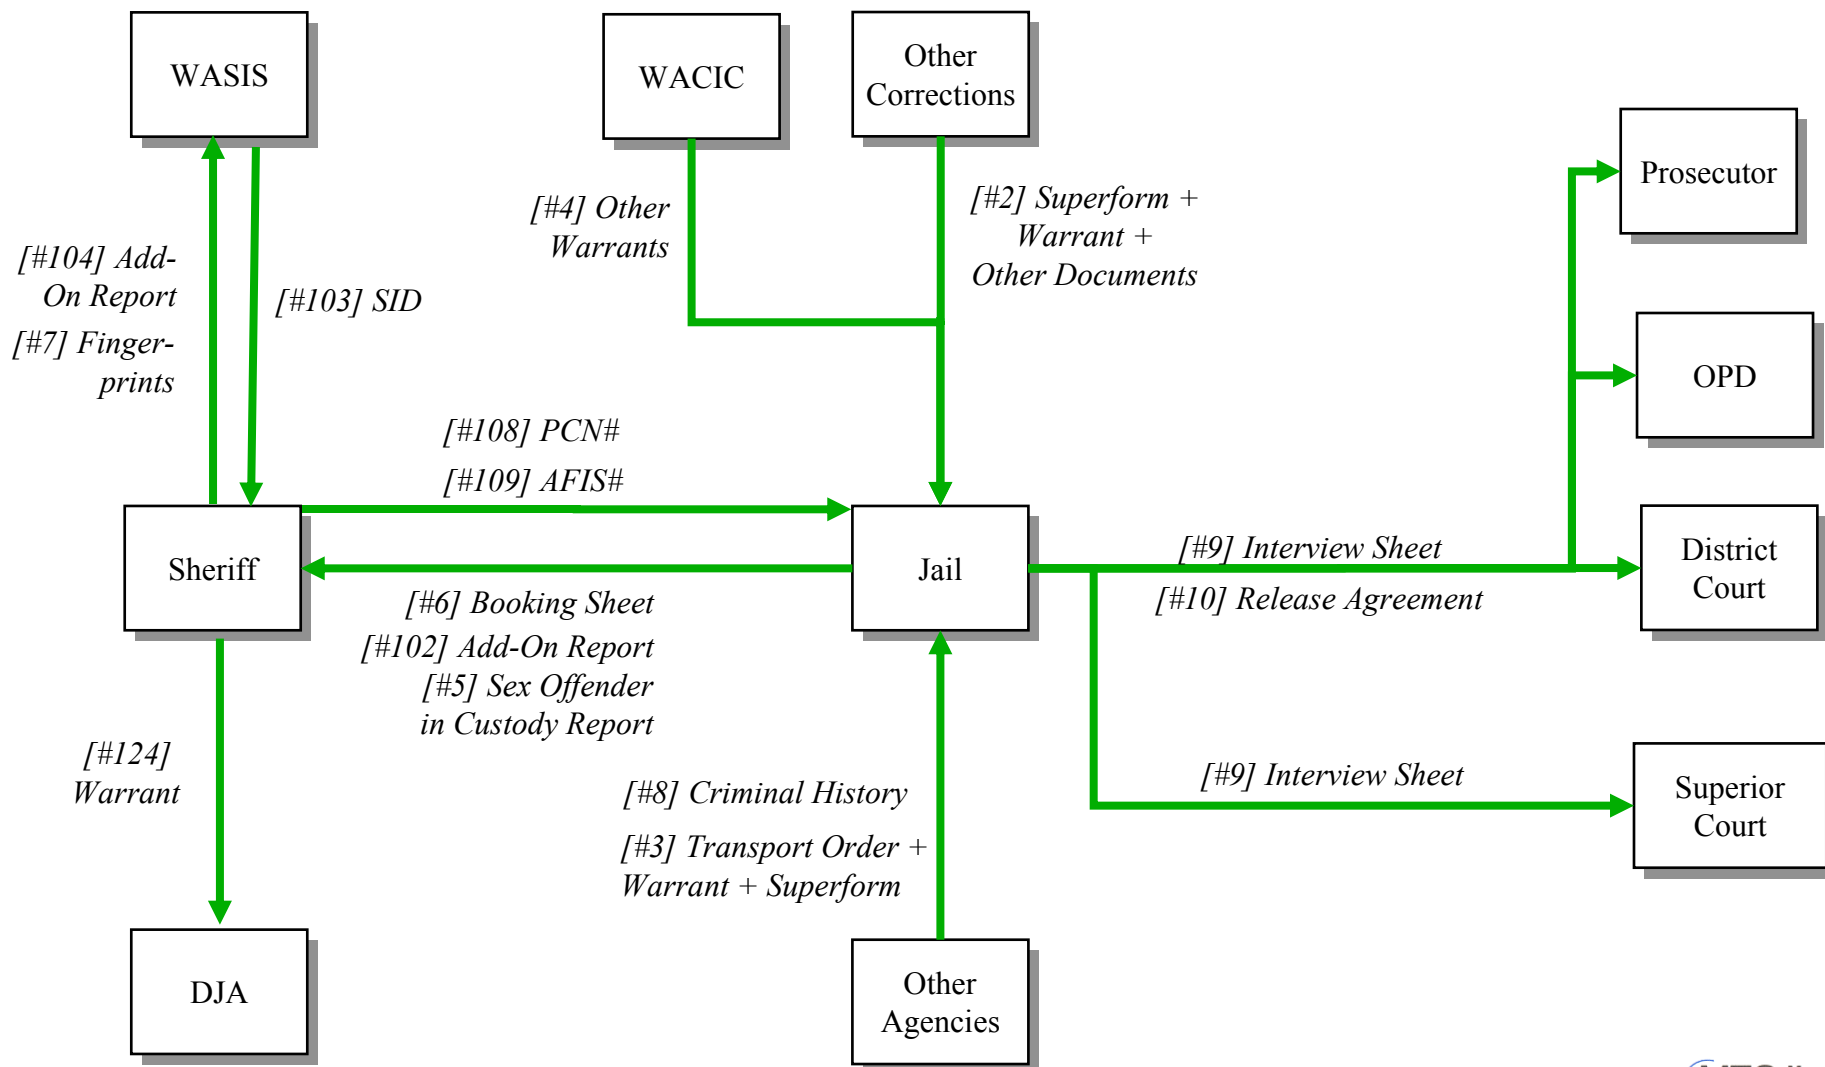 WASIS
WACIC
Other
Corrections
Prosecutor
[#4] Other
Warrants
[#2] Superform +
Warrant +
Other Documents
[#104] Add-
On Report
[#7] Finger-
prints
[#103] SID
OPD
[#108] PCN#
[#109] AFIS#
Sheriff
Jail
[#9] Interview Sheet
[#10] Release Agreement
District
Court
[#6] Booking Sheet
[#102] Add-On Report
[#5] Sex Offender
in Custody Report
[#124]
Warrant
[#8] Criminal History
[#3] Transport Order +
Warrant + Superform
[#9] Interview Sheet
Superior
Court
DJA
Other
Agencies